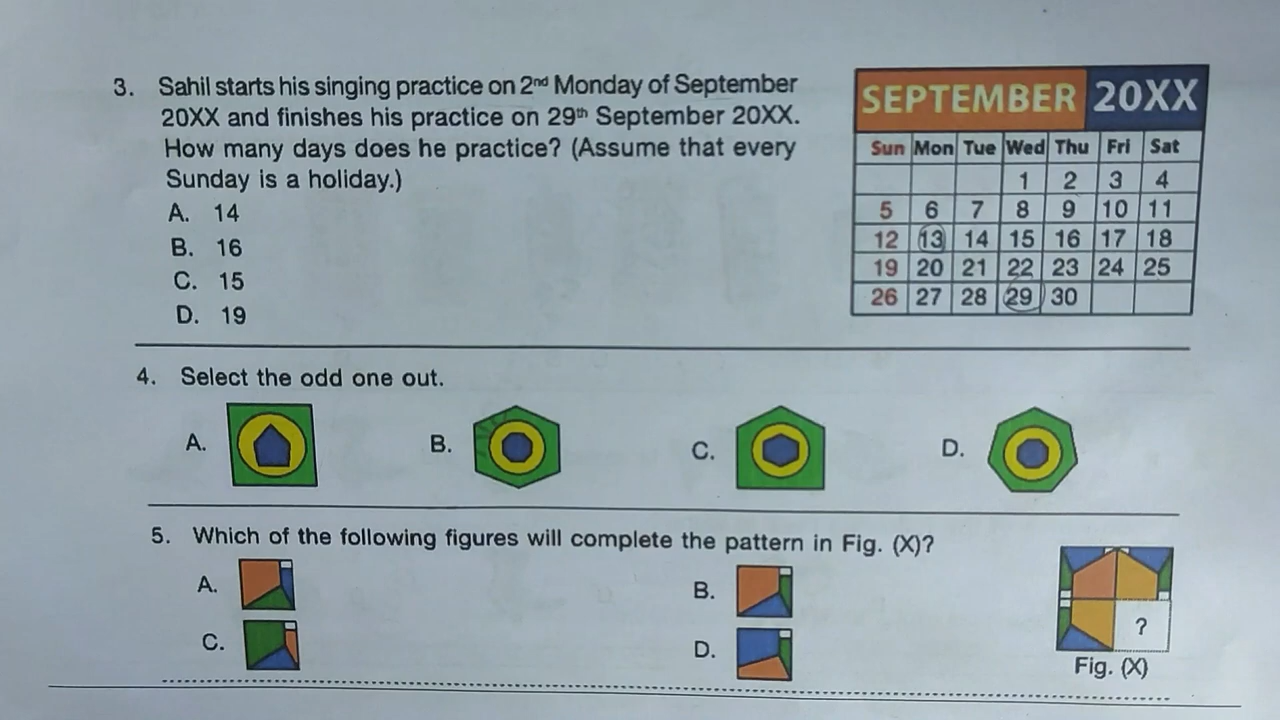 3. Sahil starts his singing practice on 2nd Monday of September
20XX and finishes his practice on 29th September 20XX.
How many days does he practice? (Assume that every
Sunday is a holiday.)
A. 14
B. 16
C. 15
D. 19
SEPTEMBER 20XX
Sun Mon Tue Wed Thu Fri Sat
1 2 3 4
5 6 7 8 9 10 11
12 13 14 15 16 17 18
19 20 21 22 23 24 25
26 27 28 29 30
4. Select the odd one out.
A. B. C. D.
5. Which of the following figures will complete the pattern in Fig. (X)?
A. B.
C. D.
?
Fig. (X)